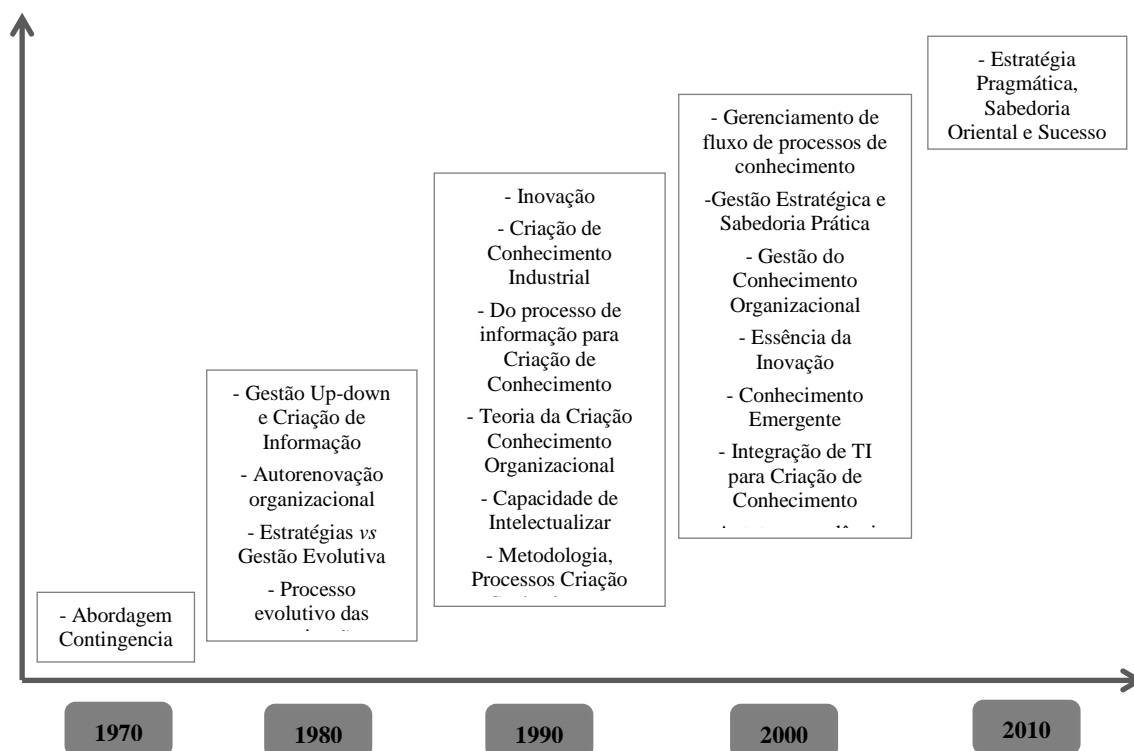 - Abordagem
Contingencia
- Gestão Up-down
e Criação de
Informação
- Autorenovação
organizacional
- Estratégias vs
Gestão Evolutiva
- Processo
evolutivo das
- Inovação
- Criação de
Conhecimento
Industrial
- Do processo de
informação para
Criação de
Conhecimento
- Teoria da Criação
Conhecimento
Organizacional
- Capacidade de
Intelectualizar
- Metodologia,
Processos Criação
- Gerenciamento de
fluxo de processos de
conhecimento
-Gestão Estratégica e
Sabedoria Prática
- Gestão do
Conhecimento
Organizacional
- Essência da
Inovação
- Conhecimento
Emergente
- Integração de TI
para Criação de
Conhecimento
- Estratégia
Pragmática,
Sabedoria
Oriental e Sucesso
1970
1980
1990
2000
2010